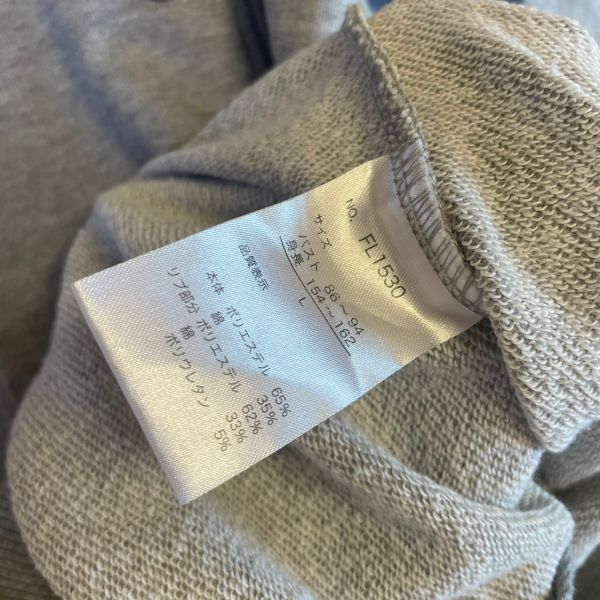 NO. FL1530
サイズ
バスト 86～94
身長 154～162
L
品質表示
本体 ポリエステル 65%
綿 35%
リブ部分 ポリエステル 62%
綿 33%
ポリウレタン 5%